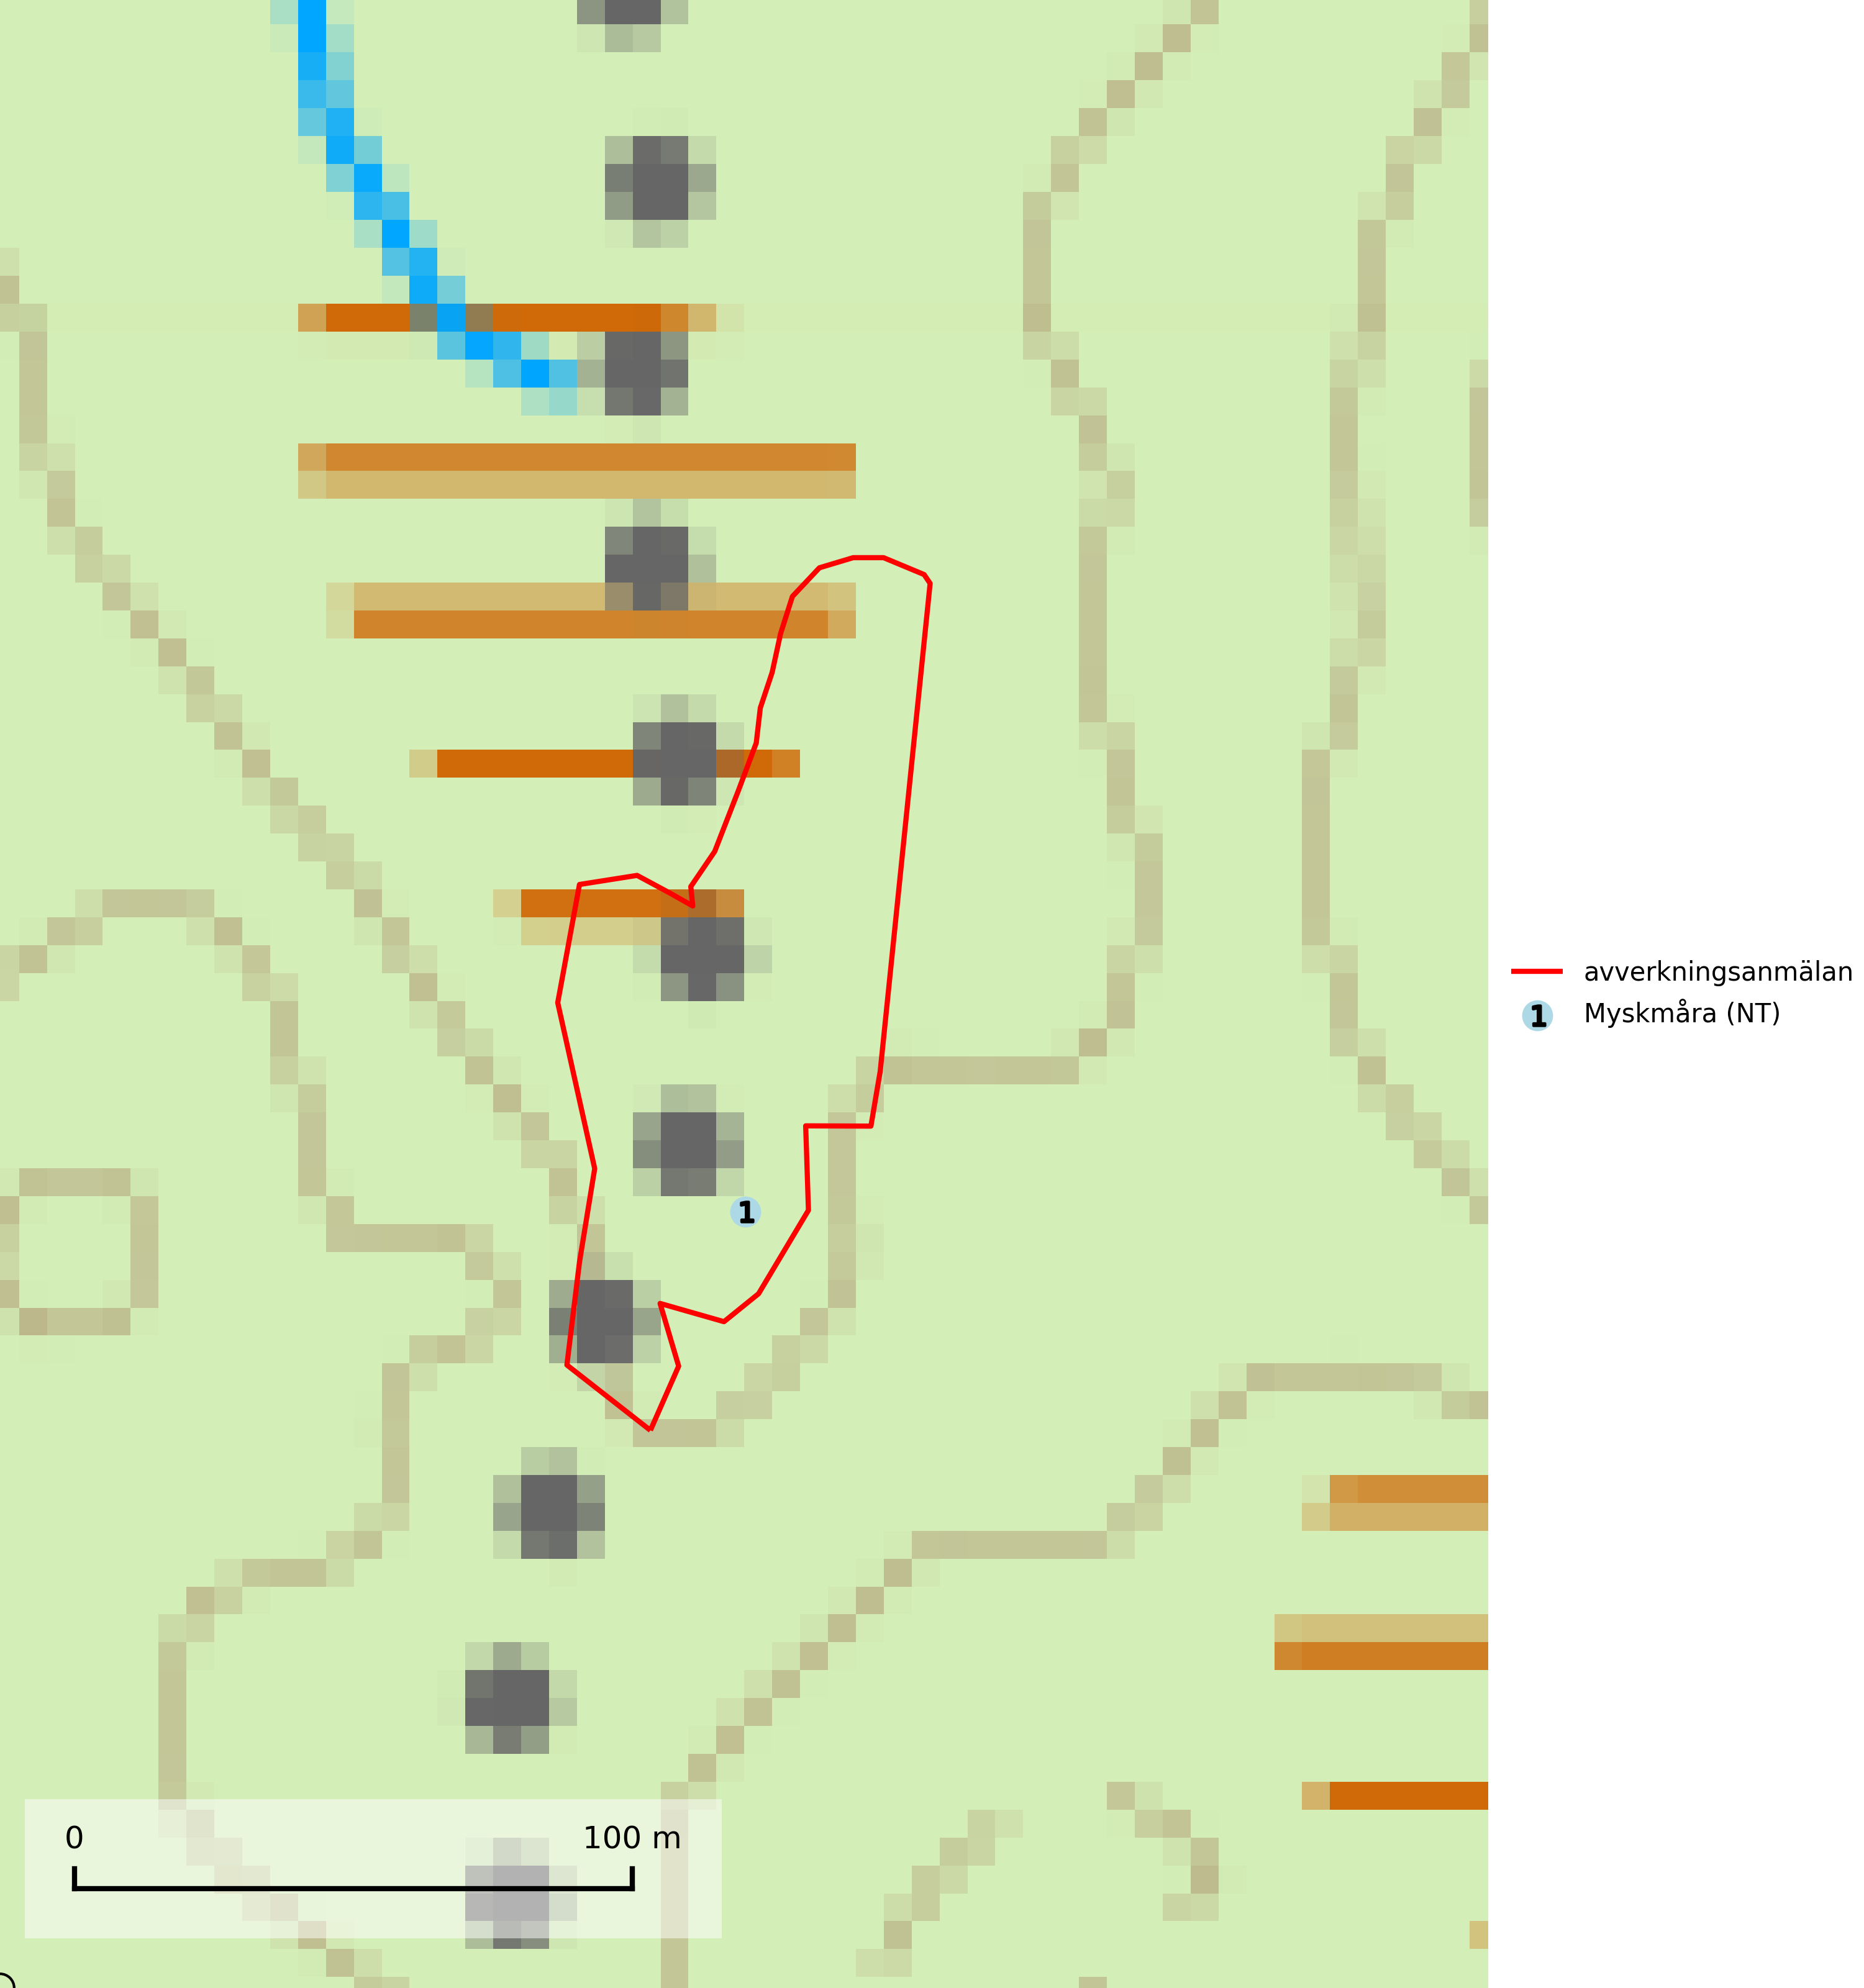 avverkningsanmälan
1 Myskmåra (NT)
1
0 100 m